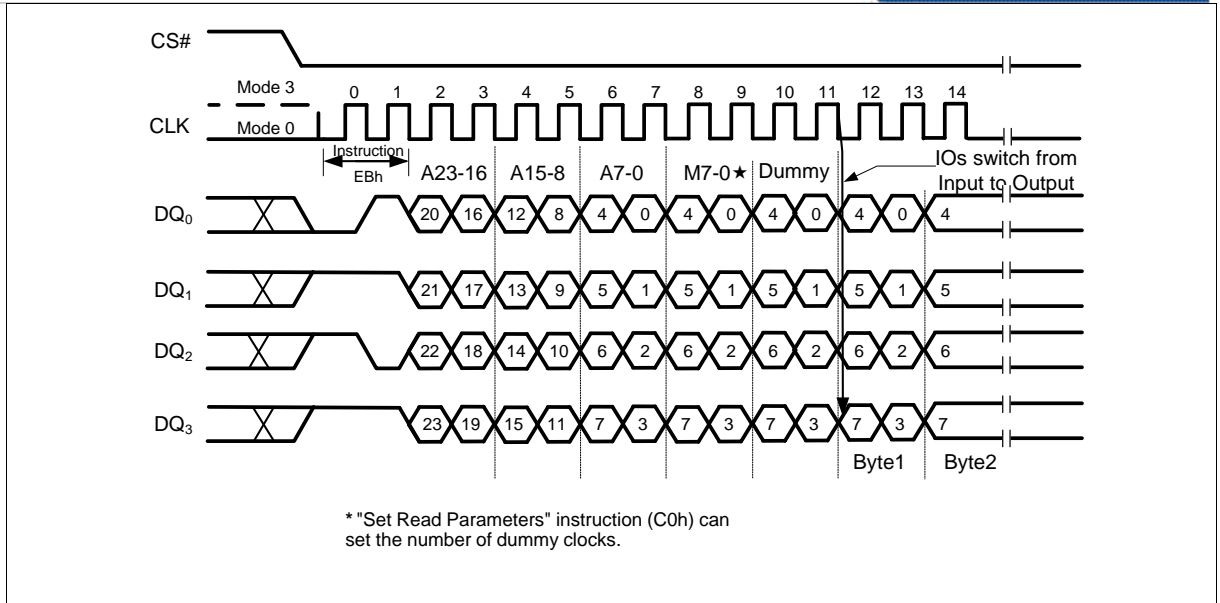 CS#
Mode 3
0 1 2 3 4 5 6 7 8 9 10 11 12 13 14
CLK
Mode 0
Instruction
EBh
A23-16 A15-8 A7-0 M7-0★ Dummy
IOs switch from
Input to Output
DQ0 20 16 12 8 4 0 4 0 4 0 4 0 4
DQ1 21 17 13 9 5 1 5 1 5 1 5 1 5
DQ2 22 18 14 10 6 2 6 2 6 2 6 2 6
DQ3 23 19 15 11 7 3 7 3 7 3 7 3 7
Byte1 Byte2
* "Set Read Parameters" instruction (C0h) can
set the number of dummy clocks.